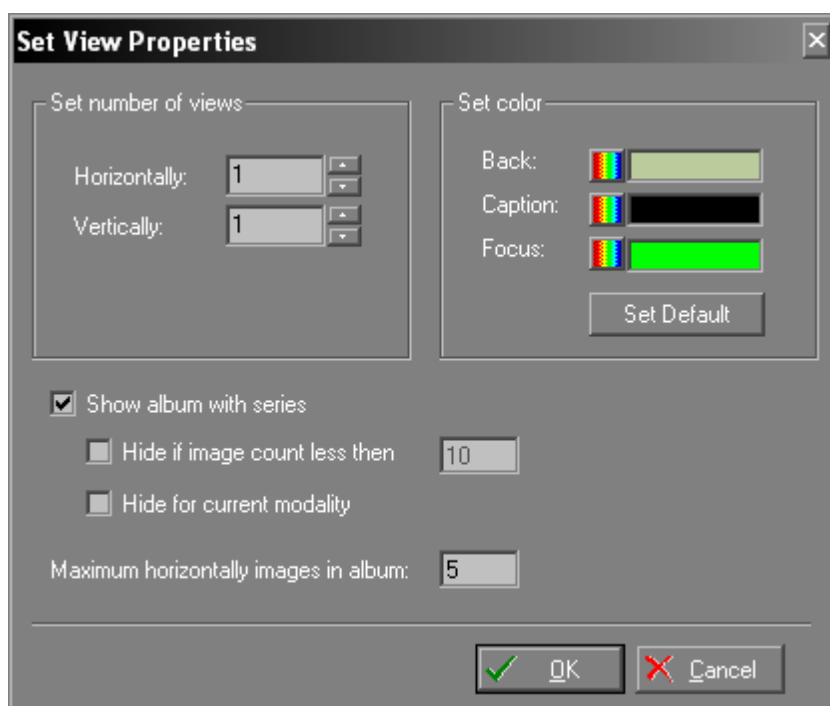 Set View Properties
Set number of views
Horizontally: 1
Vertically: 1
Set color
Back:
Caption:
Focus:
Set Default
Show album with series
Hide if image count less then 10
Hide for current modality
Maximum horizontally images in album: 5
OK Cancel